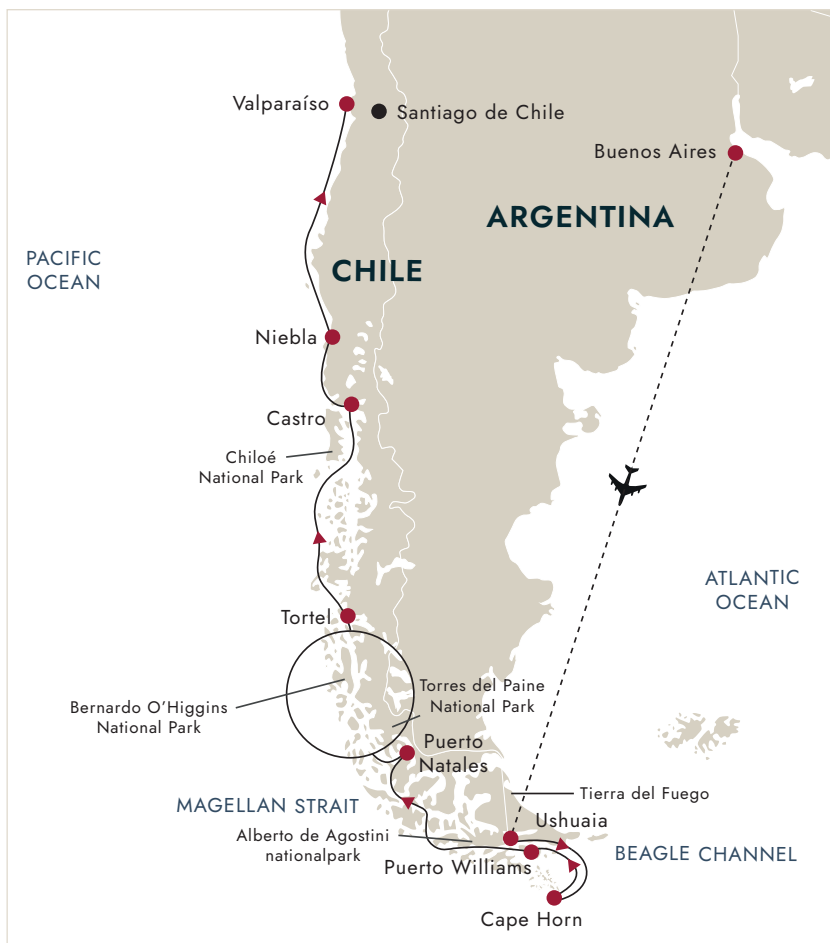 Valparaíso
Santiago de Chile
Buenos Aires
ARGENTINA
PACIFIC
OCEAN
CHILE
Niebla
Castro
Chiloé
National Park
ATLANTIC
OCEAN
Tortel
Torres del Paine
National Park
Bernardo O’Higgins
National Park
Puerto
Natales
Tierra del Fuego
MAGELLAN STRAIT
Ushuaia
Alberto de Agostini
nationalpark
BEAGLE CHANNEL
Puerto Williams
Cape Horn